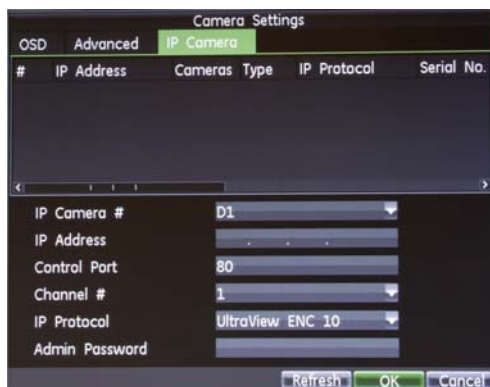 Camera Settings
OSD Advanced IP Camera
# IP Address Cameras Type IP Protocol Serial No.
IP Camera # D1
IP Address . . .
Control Port 80
Channel # 1
IP Protocol UltraView ENC 10
Admin Password
Refresh OK Cancel